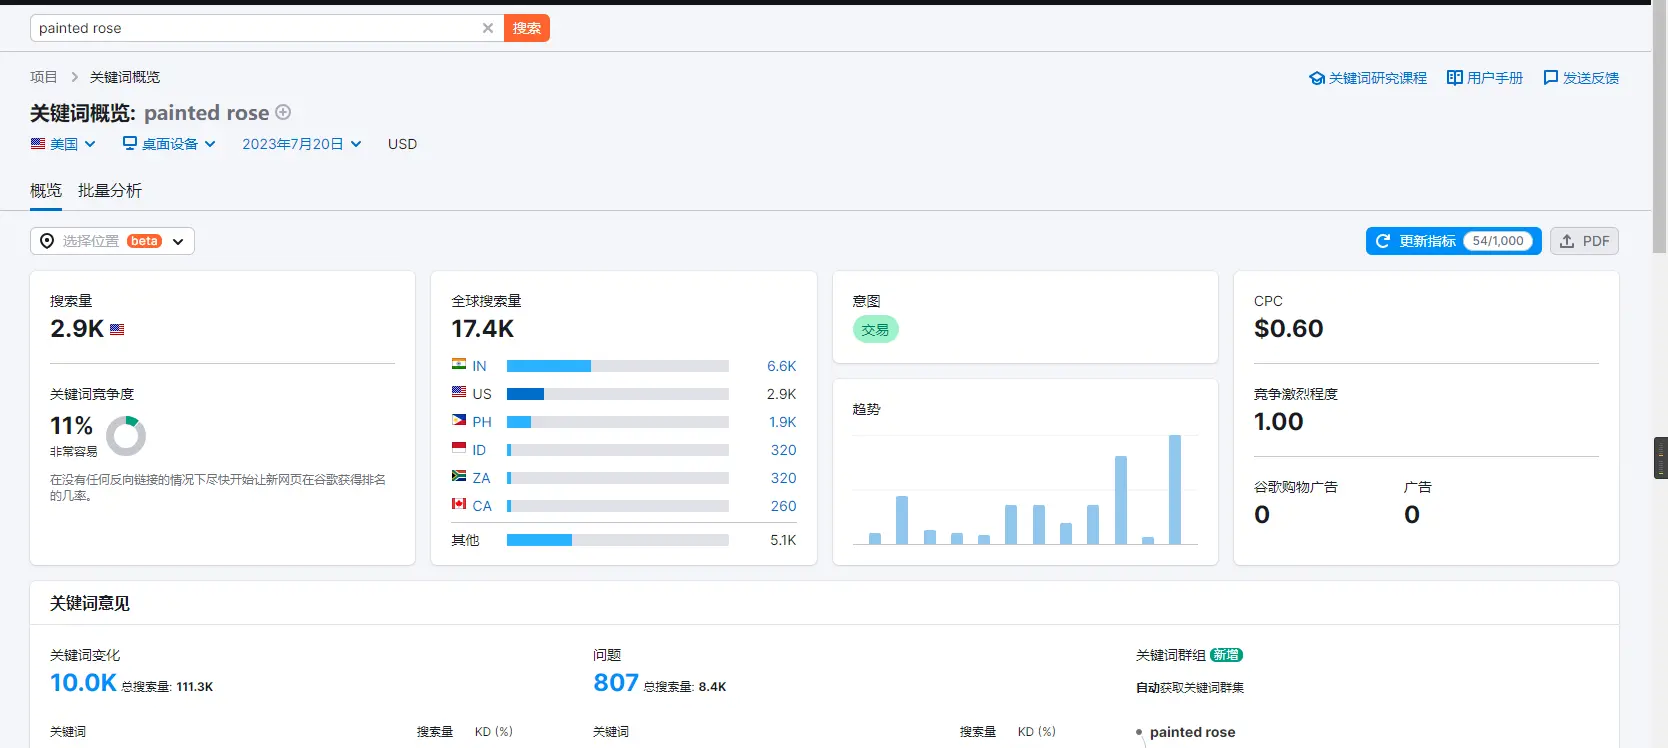 painted rose
搜索
项目 > 关键词概览
关键词研究课程 用户手册 发送反馈
关键词概览: painted rose
美国 桌面设备 2023年7月20日 USD
概览 批量分析
选择位置 beta
更新指标 54/1,000 PDF
搜索量
2.9K
关键词竞争度
11%
非常容易
在没有任何反向链接的情况下尽快开始让新网页在谷歌获得排名
的几率。
全球搜索量
17.4K
IN 6.6K
US 2.9K
PH 1.9K
ID 320
ZA 320
CA 260
其他 5.1K
意图
交易
趋势
CPC
$0.60
竞争激烈程度
1.00
谷歌购物广告 广告
0 0
关键词意见
关键词变化
10.0K 总搜索量: 111.3K
关键词 搜索量 KD (%)
问题
807 总搜索量: 8.4K
关键词 搜索量 KD (%)
关键词群组 新增
自动获取关键词群集
painted rose